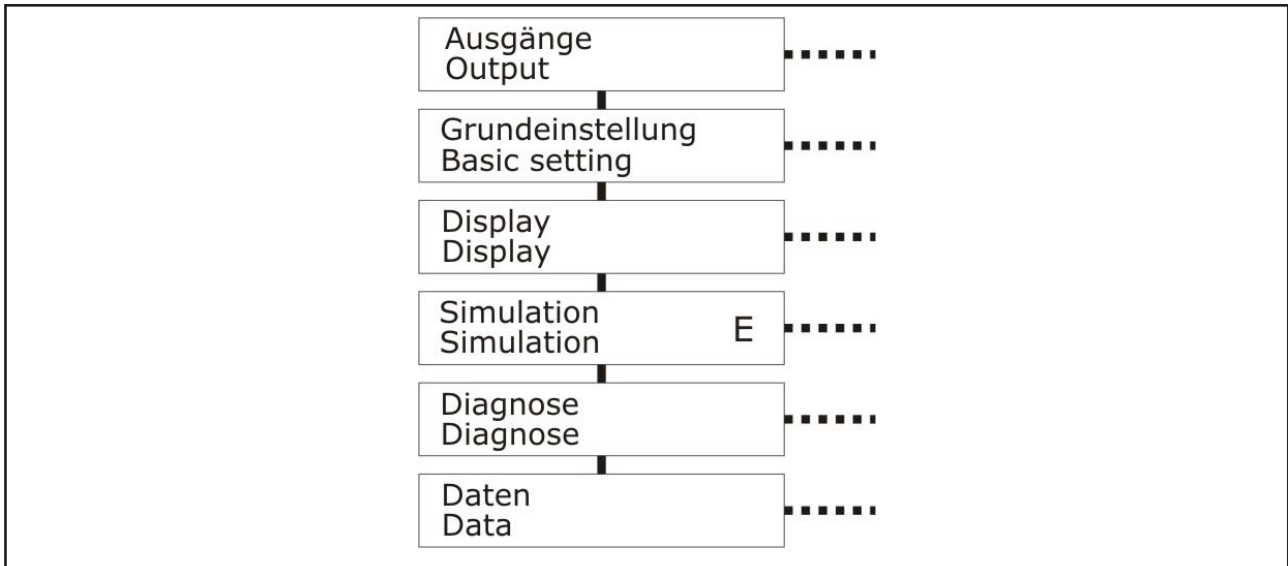 Ausgänge
Output
Grundeinstellung
Basic setting
Display
Display
Simulation
Simulation
E
Diagnose
Diagnose
Daten
Data